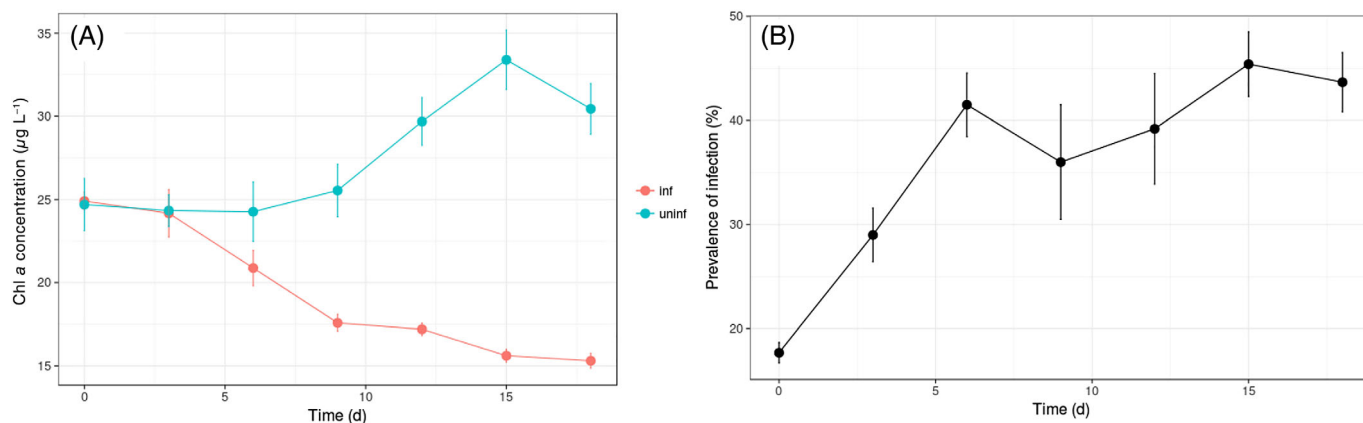 (A)
Chl a concentration (µg L⁻¹)
35
30
25
20
15
0
5
10
15
Time (d)
inf
uninf
(B)
Prevalence of infection (%)
50
40
30
20
0
5
10
15
Time (d)